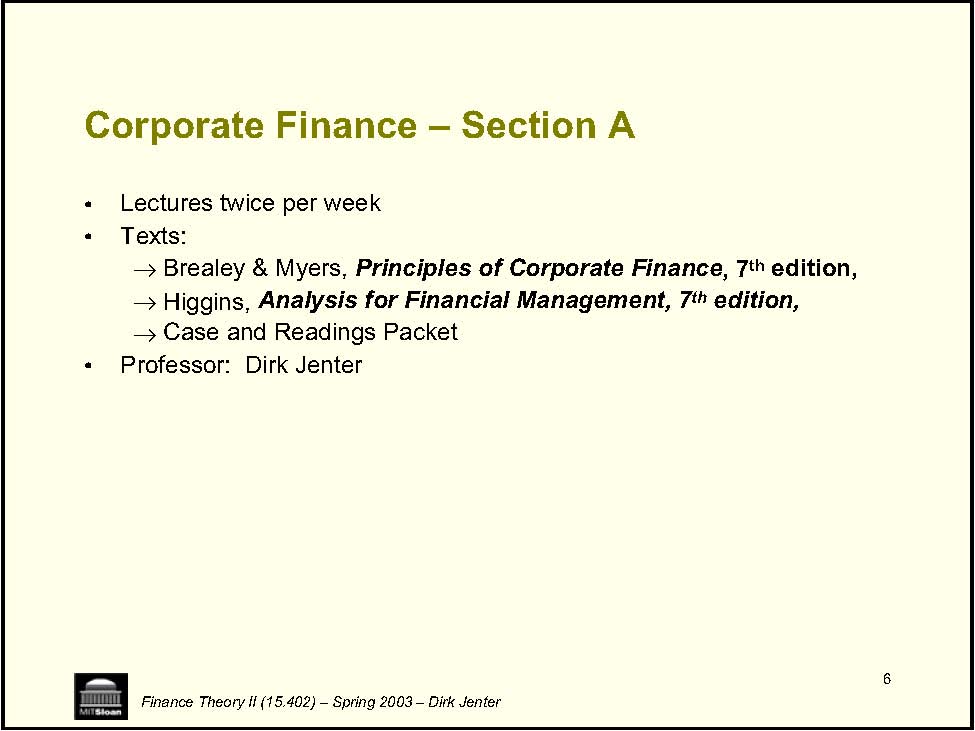 Corporate Finance – Section A
• Lectures twice per week
• Texts:
→ Brealey & Myers, Principles of Corporate Finance, 7th edition,
→ Higgins, Analysis for Financial Management, 7th edition,
→ Case and Readings Packet
• Professor: Dirk Jenter
6
MITSloan
Finance Theory II (15.402) – Spring 2003 – Dirk Jenter